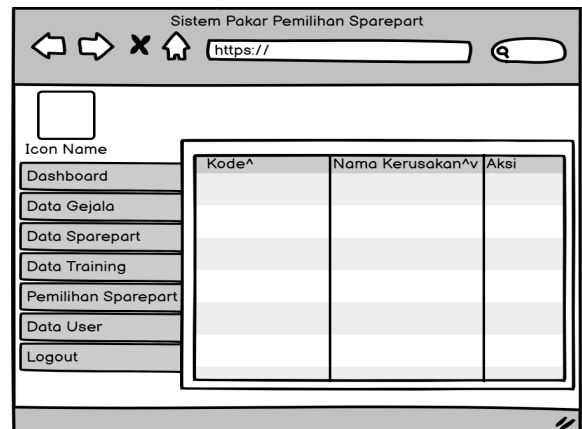 Sistem Pakar Pemilihan Sparepart
https://
Icon Name
Dashboard
Data Gejala
Data Sparepart
Data Training
Pemilihan Sparepart
Data User
Logout
Kode^ Nama Kerusakan^v Aksi